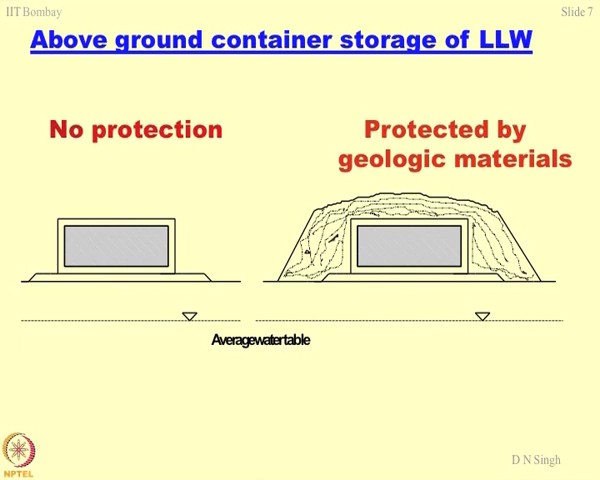 IIT Bombay
Slide 7
Above ground container storage of LLW
No protection
Protected by
geologic materials
Averagewatertable
D N Singh
NPTEL